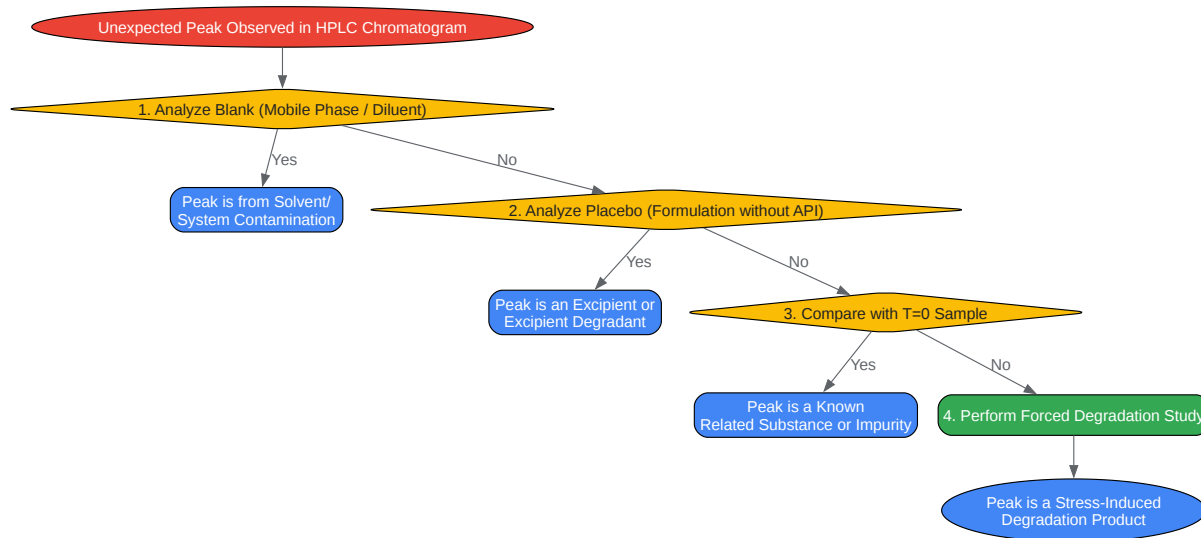 Unexpected Peak Observed in HPLC Chromatogram
1. Analyze Blank (Mobile Phase / Diluent)
Yes
No
Peak is from Solvent/
System Contamination
2. Analyze Placebo (Formulation without API)
Yes
No
Peak is an Excipient or
Excipient Degradant
3. Compare with T=0 Sample
Yes
No
Peak is a Known
Related Substance or Impurity
4. Perform Forced Degradation Study
Peak is a Stress-Induced
Degradation Product